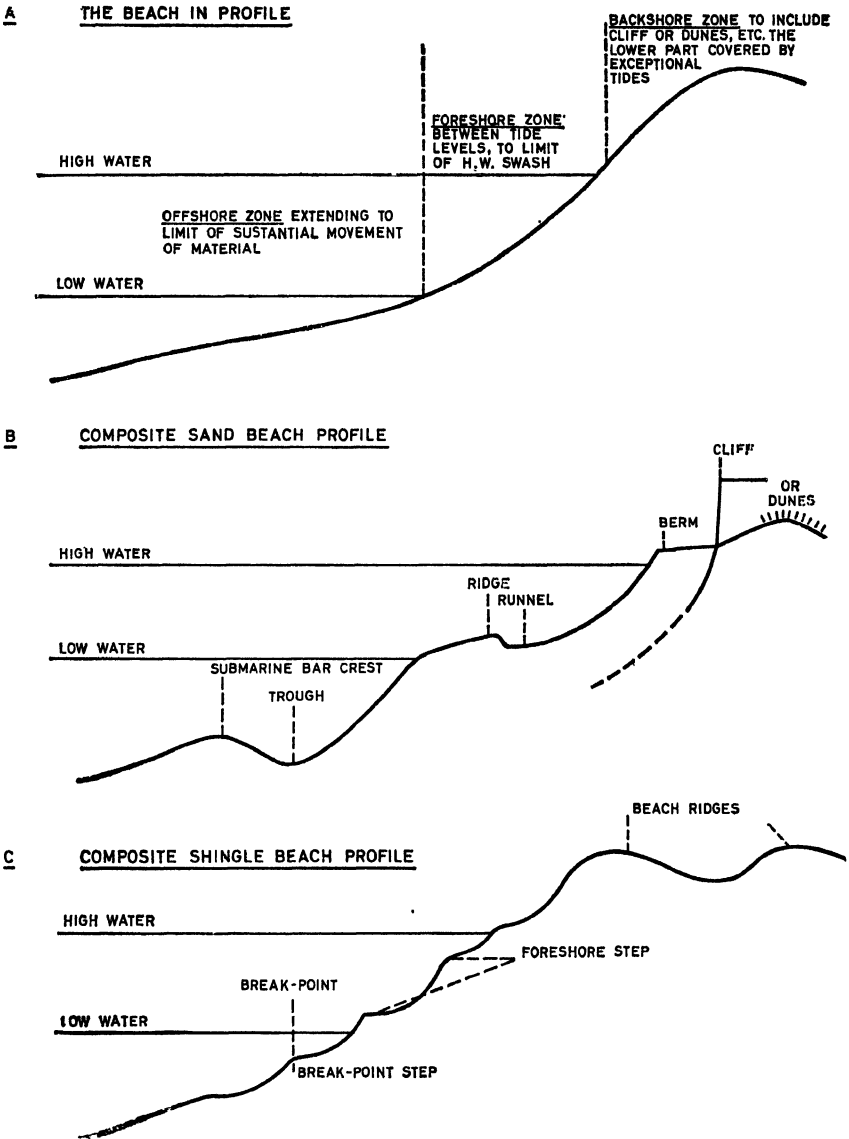 A THE BEACH IN PROFILE
BACKSHORE ZONE TO INCLUDE
CLIFF OR DUNES, ETC. THE
LOWER PART COVERED BY
EXCEPTIONAL
TIDES
FORESHORE ZONE
BETWEEN TIDE
LEVELS, TO LIMIT
OF H.W. SWASH
HIGH WATER
OFFSHORE ZONE EXTENDING TO
LIMIT OF SUSTANTIAL MOVEMENT
OF MATERIAL
LOW WATER
B COMPOSITE SAND BEACH PROFILE
CLIFF
OR
DUNES
BERM
HIGH WATER
RIDGE
RUNNEL
LOW WATER
SUBMARINE BAR CREST
TROUGH
BEACH RIDGES
C COMPOSITE SHINGLE BEACH PROFILE
HIGH WATER
FORESHORE STEP
BREAK-POINT
LOW WATER
BREAK-POINT STEP